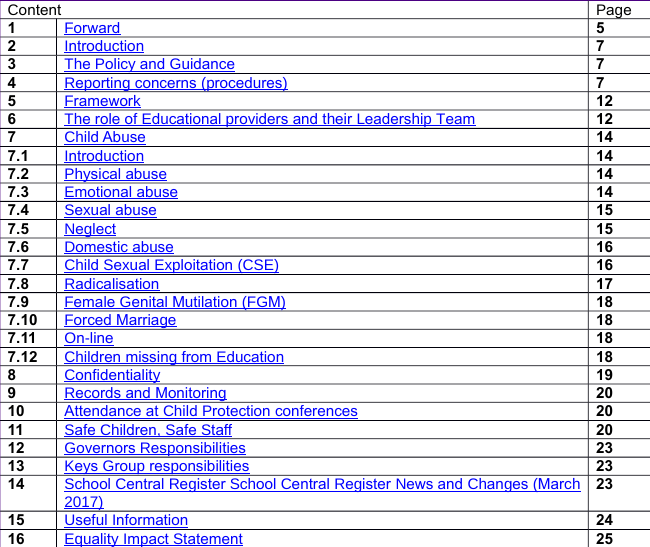 Content Page
1 Forward 5
2 Introduction 7
3 The Policy and Guidance 7
4 Reporting concerns (procedures) 7
5 Framework 12
6 The role of Educational providers and their Leadership Team 12
7 Child Abuse 14
7.1 Introduction 14
7.2 Physical abuse 14
7.3 Emotional abuse 14
7.4 Sexual abuse 15
7.5 Neglect 15
7.6 Domestic abuse 16
7.7 Child Sexual Exploitation (CSE) 16
7.8 Radicalisation 17
7.9 Female Genital Mutilation (FGM) 18
7.10 Forced Marriage 18
7.11 On-line 18
7.12 Children missing from Education 18
8 Confidentiality 19
9 Records and Monitoring 20
10 Attendance at Child Protection conferences 20
11 Safe Children, Safe Staff 20
12 Governors Responsibilities 23
13 Keys Group responsibilities 23
14 School Central Register School Central Register News and Changes (March 23
2017)
15 Useful Information 24
16 Equality Impact Statement 25